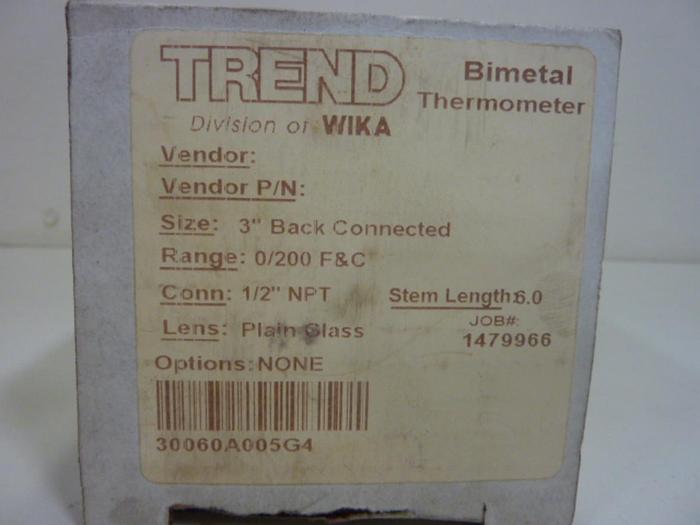 TREND
Bimetal
Thermometer
Division of WIKA
Vendor:
Vendor P/N:
Size: 3" Back Connected
Range: 0/200 F&C
Conn: 1/2" NPT Stem Length:6.0
Lens: Plain Glass
JOB#:
1479966
Options:NONE
30060A005G4